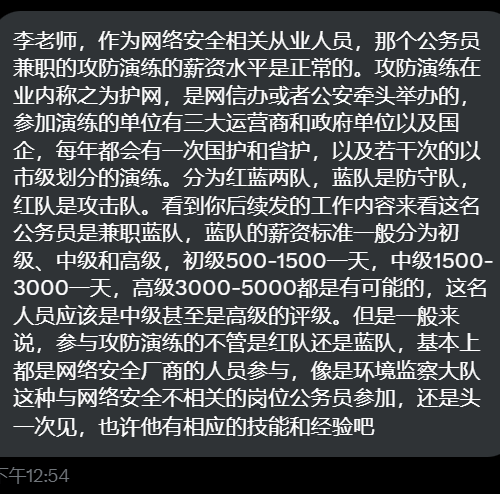 李老师，作为网络安全相关从业人员，那个公务员
兼职的攻防演练的薪资水平是正常的。攻防演练在
业内称之为护网，是网信办或者公安牵头举办的，
参加演练的单位有三大运营商和政府单位以及国
企，每年都会有一次国护和省护，以及若干次的以
市级划分的演练。分为红蓝两队，蓝队是防守队，
红队是攻击队。看到你后续发的工作内容来看这名
公务员是兼职蓝队，蓝队的薪资标准一般分为初
级、中级和高级，初级500-1500一天，中级1500-
3000一天，高级3000-5000都是有可能的，这名
人员应该是中级甚至是高级的评级。但是一般来
说，参与攻防演练的不管是红队还是蓝队，基本上
都是网络安全厂商的人员参与，像是环境监察大队
这种与网络安全不相关的岗位公务员参加，还是头
一次见，也许他有相应的技能和经验吧
下午12:54